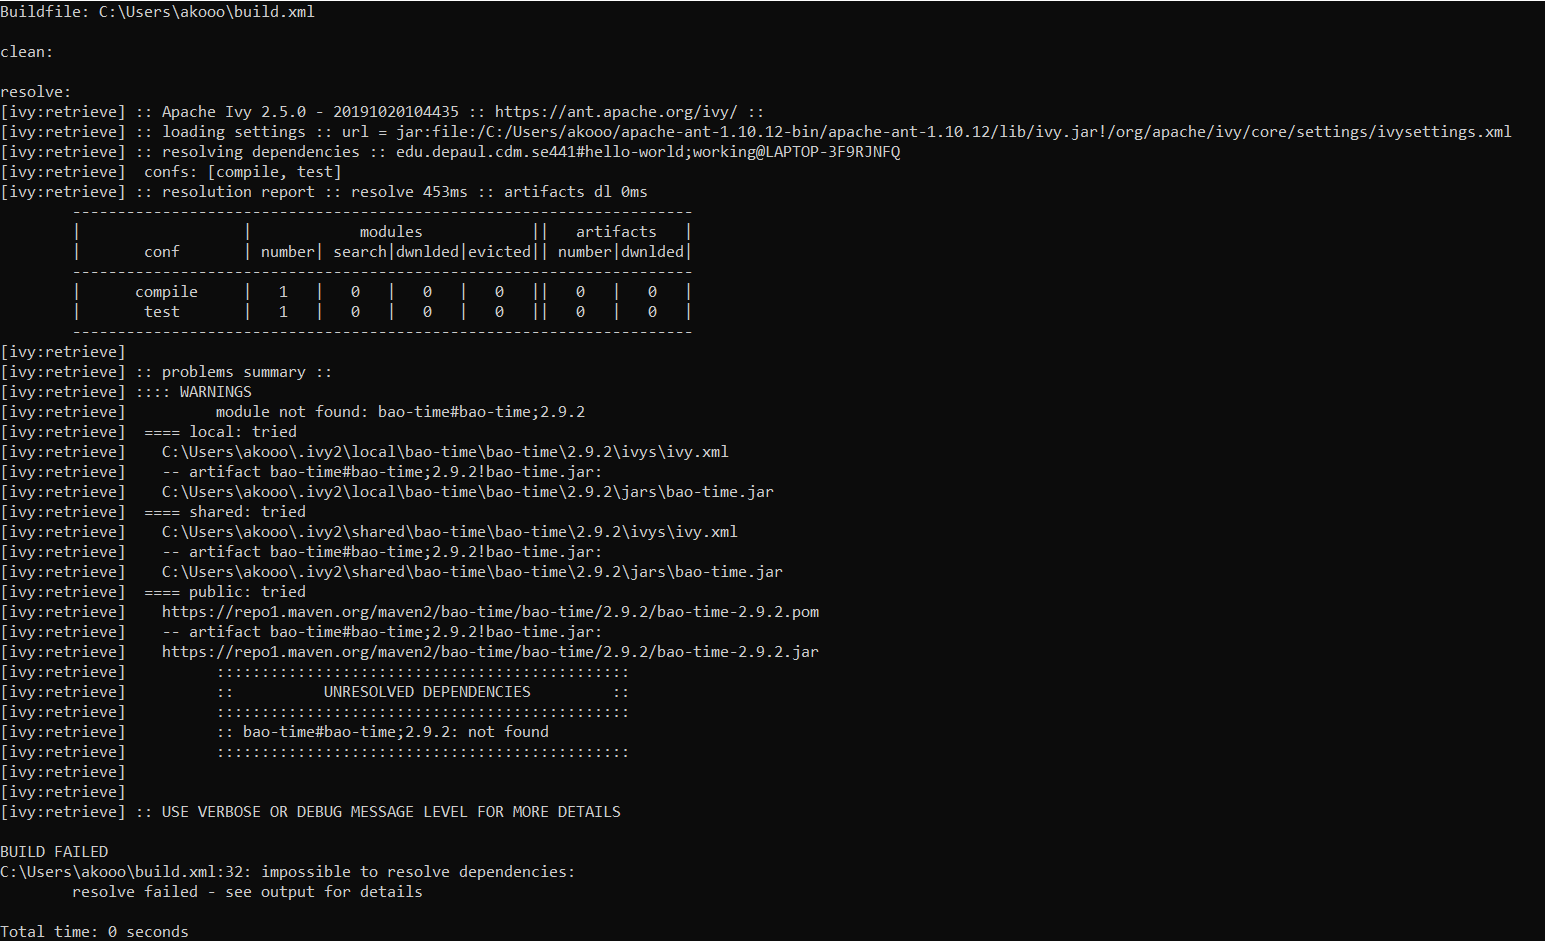 Buildfile: C:\Users\akooo\build.xml
clean:
resolve:
[ivy:retrieve] :: Apache Ivy 2.5.0 - 20191020104435 :: https://ant.apache.org/ivy/ ::
[ivy:retrieve] :: loading settings :: url = jar:file:/C:/Users/akooo/apache-ant-1.10.12-bin/apache-ant-1.10.12/lib/ivy.jar!/org/apache/ivy/core/settings/ivysettings.xml
[ivy:retrieve] :: resolving dependencies :: edu.depaul.cdm.se441#hello-world;working@LAPTOP-3F9RJNFQ
[ivy:retrieve]  confs: [compile, test]
[ivy:retrieve] :: resolution report :: resolve 453ms :: artifacts dl 0ms
        ---------------------------------------------------------------------
        |                  |            modules            ||   artifacts   |
        |       conf       | number| search|dwnlded|evicted|| number|dwnlded|
        ---------------------------------------------------------------------
        |      compile     |   1   |   0   |   0   |   0   ||   0   |   0   |
        |       test       |   1   |   0   |   0   |   0   ||   0   |   0   |
        ---------------------------------------------------------------------
[ivy:retrieve]
[ivy:retrieve] :: problems summary ::
[ivy:retrieve] :::: WARNINGS
[ivy:retrieve]          module not found: bao-time#bao-time;2.9.2
[ivy:retrieve]  ==== local: tried
[ivy:retrieve]    C:\Users\akooo\.ivy2\local\bao-time\bao-time\2.9.2\ivys\ivy.xml
[ivy:retrieve]    -- artifact bao-time#bao-time;2.9.2!bao-time.jar:
[ivy:retrieve]    C:\Users\akooo\.ivy2\local\bao-time\bao-time\2.9.2\jars\bao-time.jar
[ivy:retrieve]  ==== shared: tried
[ivy:retrieve]    C:\Users\akooo\.ivy2\shared\bao-time\bao-time\2.9.2\ivys\ivy.xml
[ivy:retrieve]    -- artifact bao-time#bao-time;2.9.2!bao-time.jar:
[ivy:retrieve]    C:\Users\akooo\.ivy2\shared\bao-time\bao-time\2.9.2\jars\bao-time.jar
[ivy:retrieve]  ==== public: tried
[ivy:retrieve]    https://repo1.maven.org/maven2/bao-time/bao-time/2.9.2/bao-time-2.9.2.pom
[ivy:retrieve]    -- artifact bao-time#bao-time;2.9.2!bao-time.jar:
[ivy:retrieve]    https://repo1.maven.org/maven2/bao-time/bao-time/2.9.2/bao-time-2.9.2.jar
[ivy:retrieve]          ::::::::::::::::::::::::::::::::::::::::::::::
[ivy:retrieve]          ::          UNRESOLVED DEPENDENCIES         ::
[ivy:retrieve]          ::::::::::::::::::::::::::::::::::::::::::::::
[ivy:retrieve]          :: bao-time#bao-time;2.9.2: not found
[ivy:retrieve]          ::::::::::::::::::::::::::::::::::::::::::::::
[ivy:retrieve]
[ivy:retrieve]
[ivy:retrieve] :: USE VERBOSE OR DEBUG MESSAGE LEVEL FOR MORE DETAILS
BUILD FAILED
C:\Users\akooo\build.xml:32: impossible to resolve dependencies:
        resolve failed - see output for details
Total time: 0 seconds